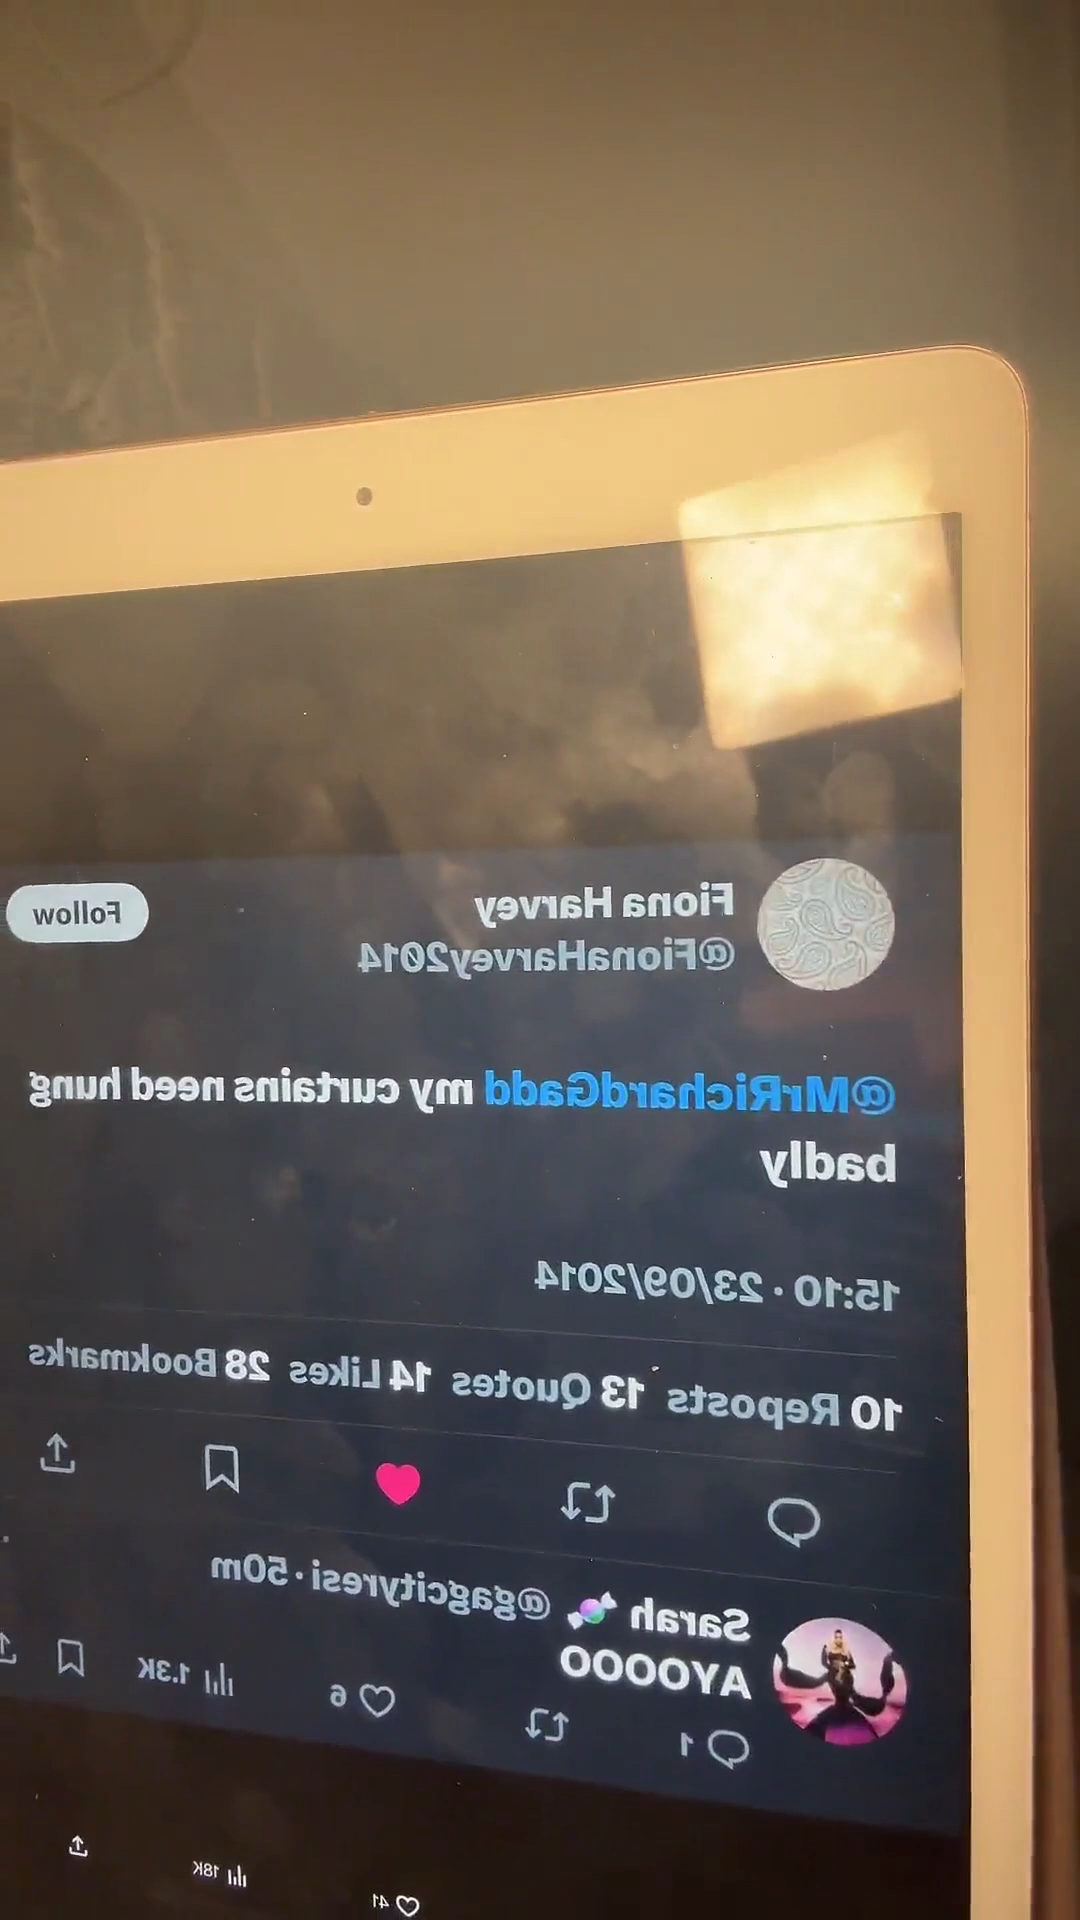 Fiona Harvey
Follow
@FionaHarvey2014
@MrRichardGadd my curtains need hung
badly
15:10 · 23/09/2014
10 Reposts 13 Quotes 14 Likes 28 Bookmarks
Sarah 🍬 @gagcityresi · 50m
AYOOOO
1 6 1.3K
41 18K